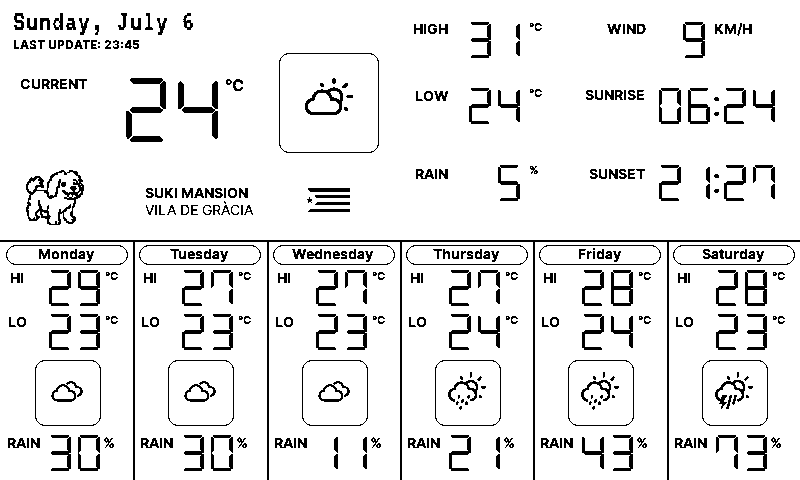 Sunday, July 6
LAST UPDATE: 23:45
CURRENT 24 °C
SUKI MANSION
VILA DE GRÀCIA
HIGH 31 °C
WIND 9 KM/H
LOW 24 °C
SUNRISE 06:24
RAIN 5 %
SUNSET 21:27
Monday
HI 29 °C
LO 23 °C
RAIN 30 %
Tuesday
HI 27 °C
LO 23 °C
RAIN 30 %
Wednesday
HI 27 °C
LO 23 °C
RAIN 11 %
Thursday
HI 27 °C
LO 24 °C
RAIN 21 %
Friday
HI 28 °C
LO 24 °C
RAIN 43 %
Saturday
HI 28 °C
LO 23 °C
RAIN 73 %